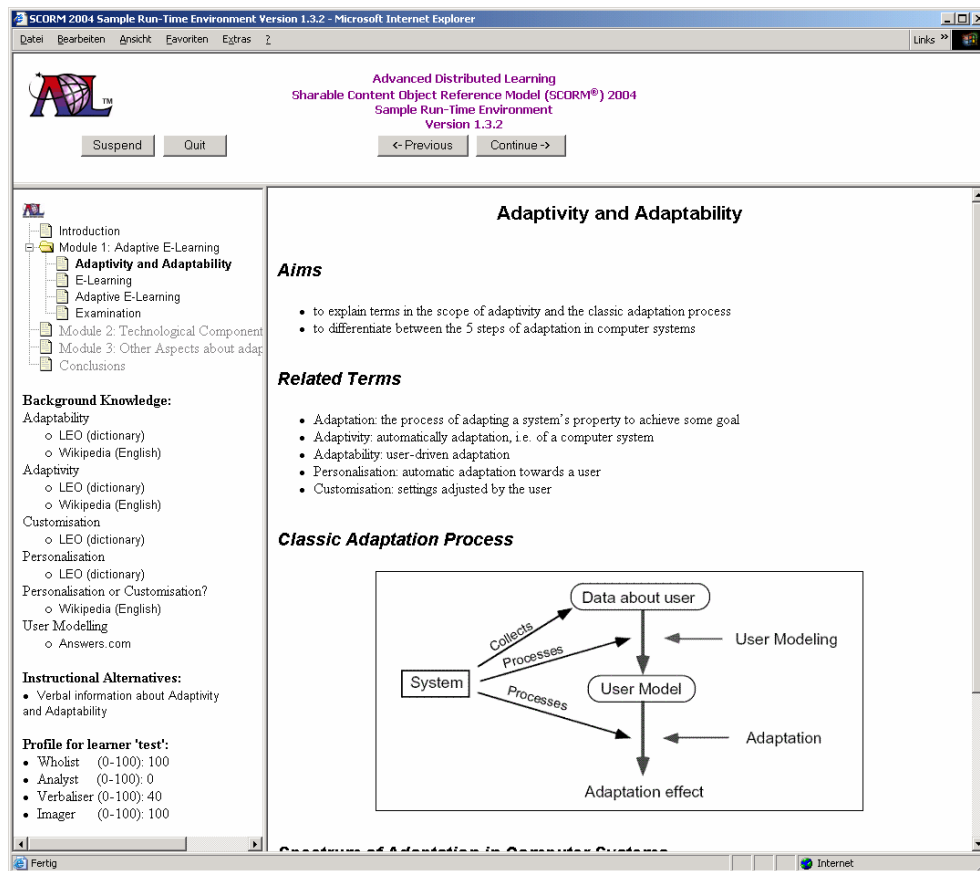 SCORM 2004 Sample Run-Time Environment Version 1.3.2 - Microsoft Internet Explorer
Datei Bearbeiten Ansicht Favoriten Extras ?
Links »
ADL TM
Advanced Distributed Learning
Sharable Content Object Reference Model (SCORM®) 2004
Sample Run-Time Environment
Version 1.3.2
Suspend Quit <- Previous Continue ->
ADL
Introduction
Module 1: Adaptive E-Learning
Adaptivity and Adaptability
E-Learning
Adaptive E-Learning
Examination
Module 2: Technological Component
Module 3: Other Aspects about adap
Conclusions
Background Knowledge:
Adaptability
o LEO (dictionary)
o Wikipedia (English)
Adaptivity
o LEO (dictionary)
o Wikipedia (English)
Customisation
o LEO (dictionary)
Personalisation
o LEO (dictionary)
Personalisation or Customisation?
o Wikipedia (English)
User Modelling
o Answers.com
Instructional Alternatives:
• Verbal information about Adaptivity
and Adaptability
Profile for learner 'test':
• Wholist (0-100): 100
• Analyst (0-100): 0
• Verbaliser (0-100): 40
• Imager (0-100): 100
Adaptivity and Adaptability
Aims
• to explain terms in the scope of adaptivity and the classic adaptation process
• to differentiate between the 5 steps of adaptation in computer systems
Related Terms
• Adaptation: the process of adapting a system's property to achieve some goal
• Adaptivity: automatically adaptation, i.e. of a computer system
• Adaptability: user-driven adaptation
• Personalisation: automatic adaptation towards a user
• Customisation: settings adjusted by the user
Classic Adaptation Process
Data about user
Collects
Processes
User Modeling
System
User Model
Processes
Adaptation
Adaptation effect
Spectrum of Adaptation in Computer Systems
Fertig
Internet